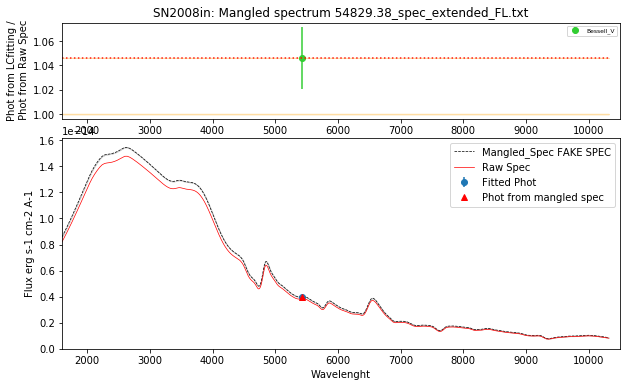 SN2008in: Mangled spectrum 54829.38_spec_extended_FL.txt
Phot from LCfitting /
Phot from Raw Spec
1.06
1.04
1.02
1.00
Bessell_V
2000 3000 4000 5000 6000 7000 8000 9000 10000
1e−14
Flux erg s-1 cm-2 A-1
1.6
1.4
1.2
1.0
0.8
0.6
0.4
0.2
0.0
Mangled_Spec FAKE SPEC
Raw Spec
Fitted Phot
Phot from mangled spec
2000 3000 4000 5000 6000 7000 8000 9000 10000
Wavelenght